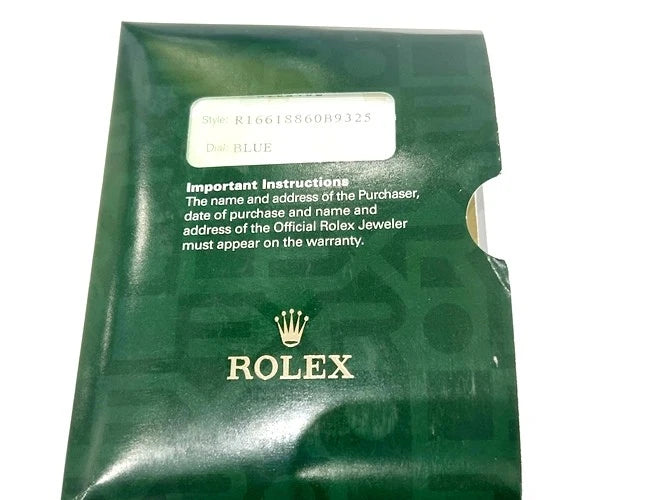 Style: R16618860B9325
Dial: BLUE
Important Instructions
The name and address of the Purchaser,
date of purchase and name and
address of the Official Rolex Jeweler
must appear on the warranty.
ROLEX